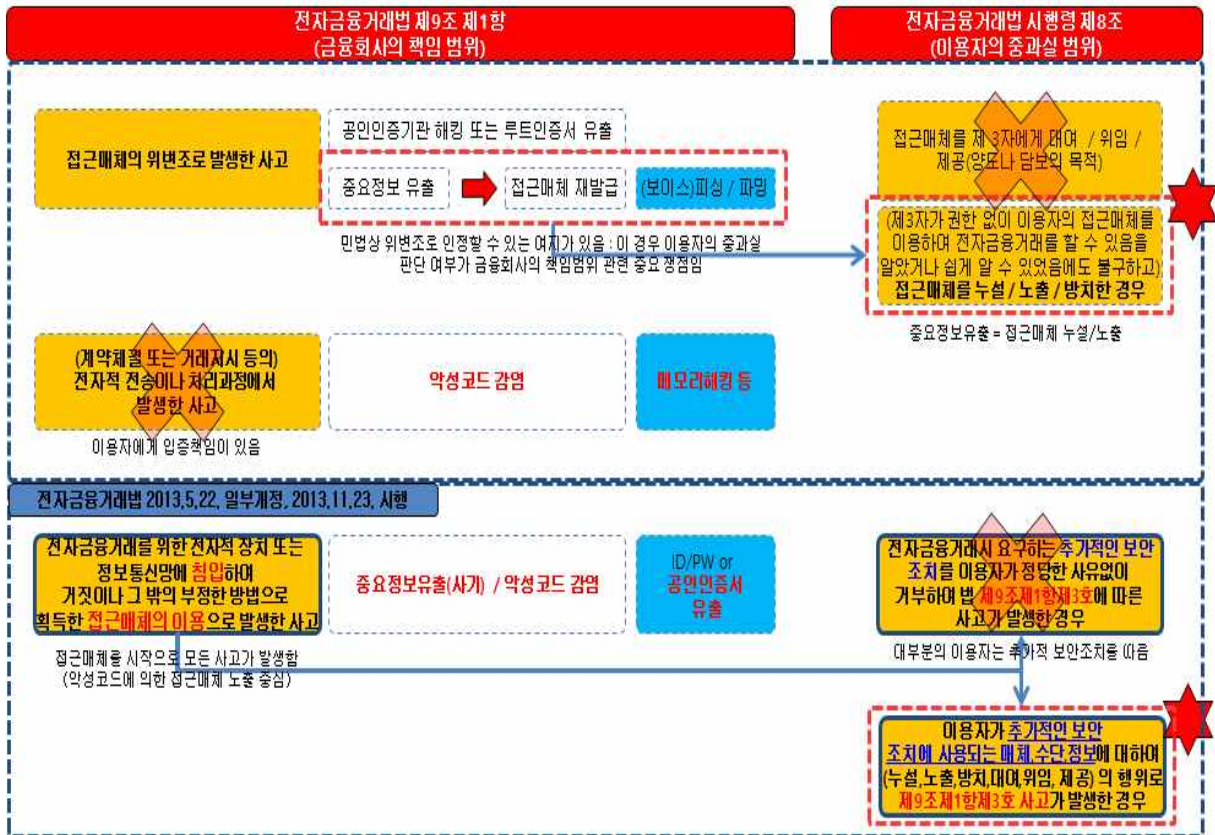 전자금융거래법 제9조 제1항
(금융회사의 책임 범위)
전자금융거래법 시행령 제8조
(이용자의 중과실 범위)
접근매체의 위변조로 발생한 사고
공인인증기관 해킹 또는 루트인증서 유출
중요정보 유출
접근매체 재발급
(보이스)피싱 / 파밍
민법상 위변조로 인정할 수 있는 여지가 있음 : 이 경우 이용자의 중과실
판단 여부가 금융회사의 책임범위 관련 중요 쟁점임
접근매체를 제 3자에게 대여 / 위임 /
제공(양도나 담보의 목적)
(제3자가 권한 없이 이용자의 접근매체를
이용하여 전자금융거래를 할 수 있음을
알았거나 쉽게 알 수 있었음에도 불구하고)
접근매체를 누설 / 노출 / 방치한 경우
중요정보유출 = 접근매체 누설/노출
(계약체결 또는 거래지시 등의)
전자적 전송이나 처리과정에서
발생한 사고
이용자에게 입증책임이 있음
악성코드 감염
메모리해킹 등
전자금융거래법 2013,5,22, 일부개정, 2013,11,23, 시행
전자금융거래를 위한 전자적 장치 또는
정보통신망에 침입하여
거짓이나 그 밖의 부정한 방법으로
획득한 접근매체의 이용으로 발생한 사고
접근매체를 시작으로 모든 사고가 발생함
(악성코드에 의한 접근매체 노출 중심)
중요정보유출(사기) / 악성코드 감염
ID/PW or
공인인증서
유출
전자금융거래시 요구하는 추가적인 보안
조치를 이용자가 정당한 사유없이
거부하여 법 제9조제1항제3호에 따른
사고가 발생한 경우
대부분의 이용자는 추가적 보안조치를 따음
이용자가 추가적인 보안
조치에 사용되는 매체,수단,정보에 대하여
(누설,노출,방치,대여,위임, 제공) 의 행위로
제9조제1항제3호 사고가 발생한 경우